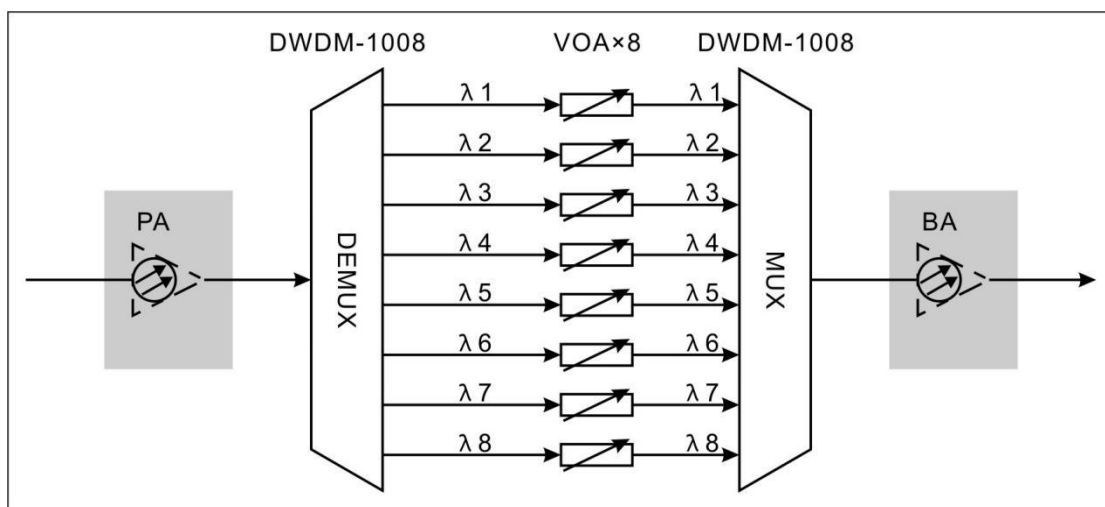 DWDM-1008 VOA×8 DWDM-1008
λ1 λ1
λ2 λ2
λ3 λ3
PA BA
λ4 λ4
DEMUX MUX
λ5 λ5
λ6 λ6
λ7 λ7
λ8 λ8